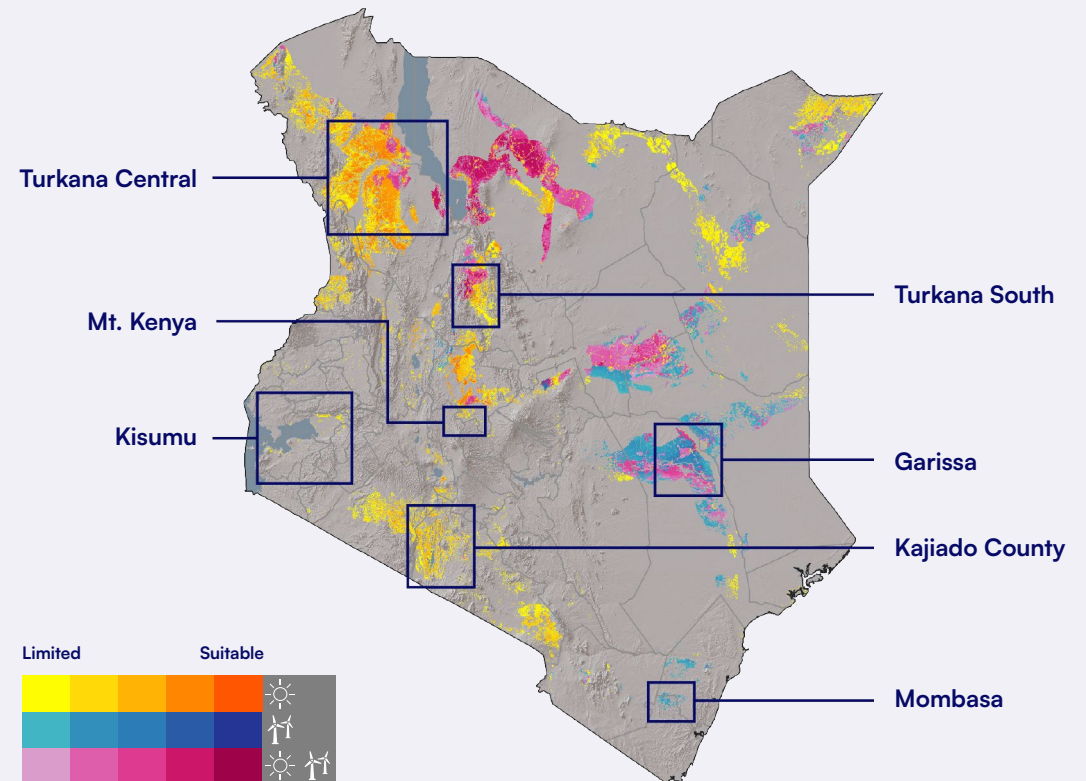 Turkana Central
Turkana South
Mt. Kenya
Kisumu
Garissa
Kajiado County
Limited Suitable
Mombasa